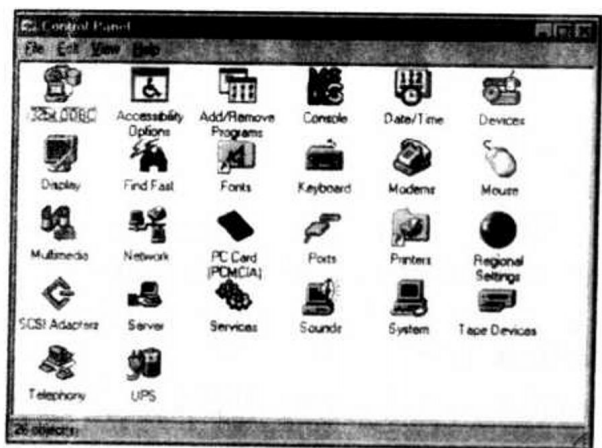 Control Panel
File Edit View Help
32bit ODBC
Accessibility Options
Add/Remove Programs
Console
Date/Time
Devices
Display
Find Fast
Fonts
Keyboard
Modems
Mouse
Multimedia
Network
PC Card (PCMCIA)
Ports
Printers
Regional Settings
SCSI Adapters
Server
Services
Sounds
System
Tape Devices
Telephony
UPS
26 object(s)